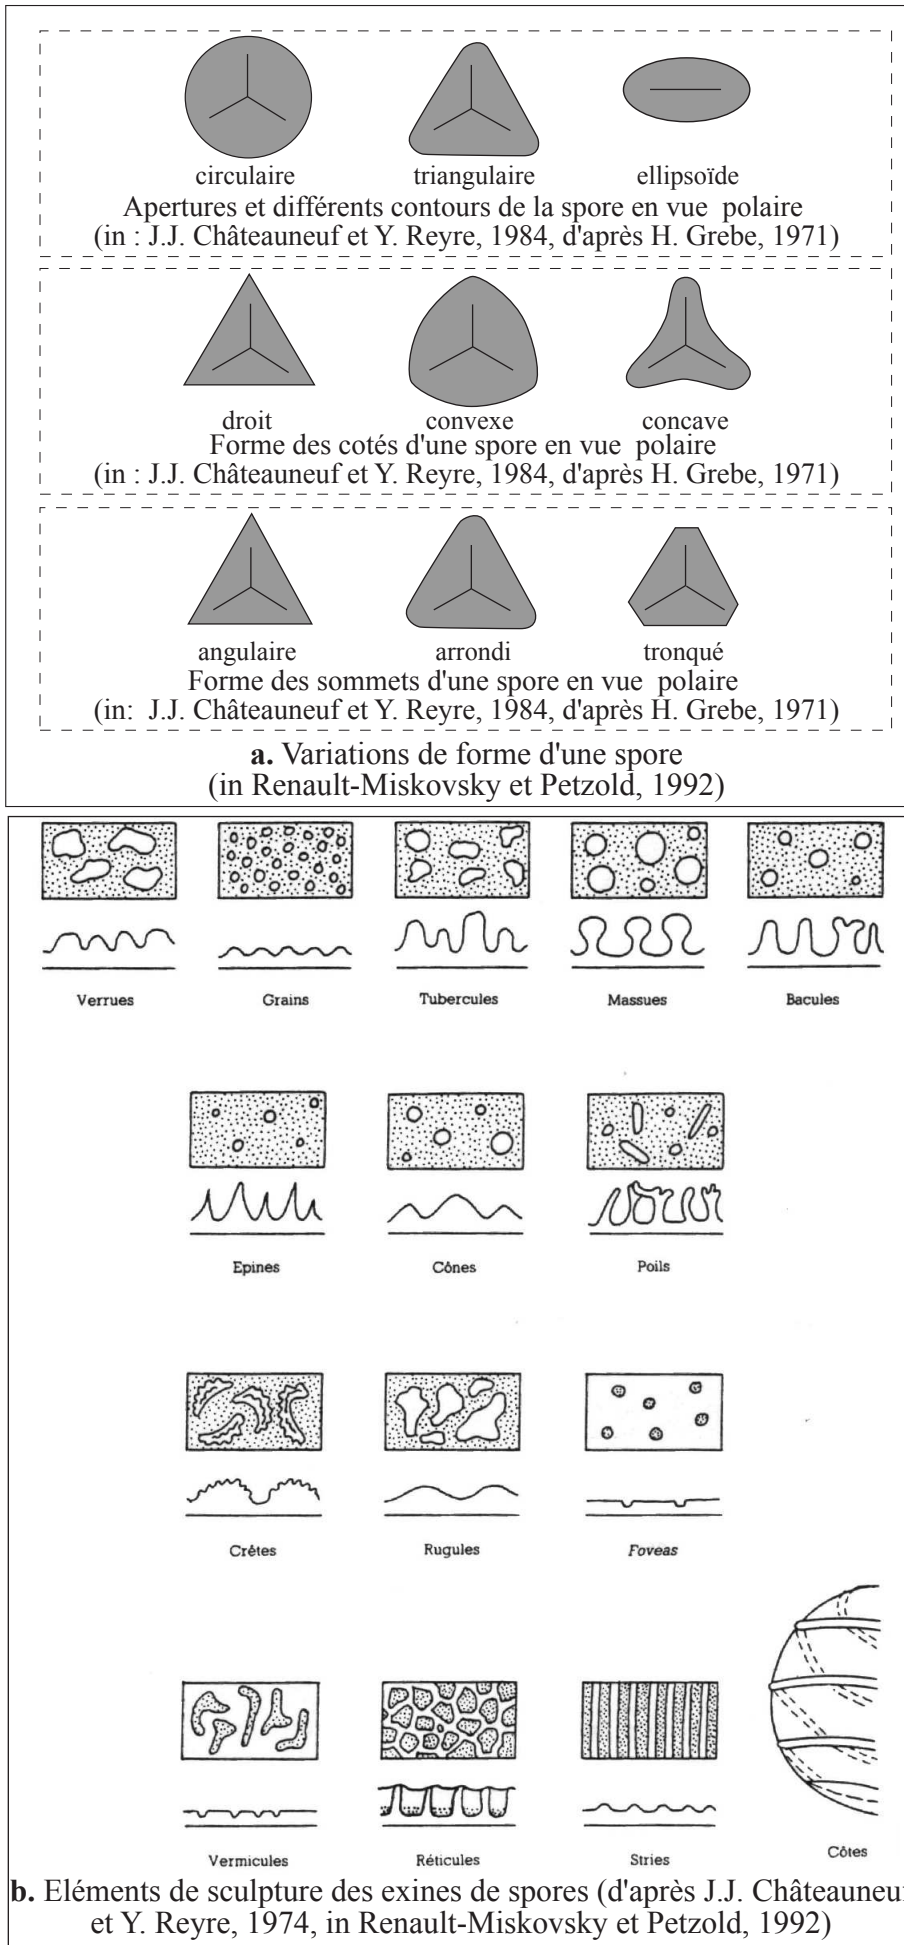 circulaire triangulaire ellipsoïde
Apertures et différents contours de la spore en vue polaire
(in : J.J. Châteauneuf et Y. Reyre, 1984, d'après H. Grebe, 1971)
droit convexe concave
Forme des cotés d'une spore en vue polaire
(in : J.J. Châteauneuf et Y. Reyre, 1984, d'après H. Grebe, 1971)
angulaire arrondi tronqué
Forme des sommets d'une spore en vue polaire
(in: J.J. Châteauneuf et Y. Reyre, 1984, d'après H. Grebe, 1971)
a. Variations de forme d'une spore
(in Renault-Miskovsky et Petzold, 1992)
Verrues Grains Tubercules Massues Bacules
Epines Cônes Poils
Crêtes Rugules Foveas
Vermicules Réticules Stries Côtes
b. Eléments de sculpture des exines de spores (d'après J.J. Châteauneuf
et Y. Reyre, 1974, in Renault-Miskovsky et Petzold, 1992)